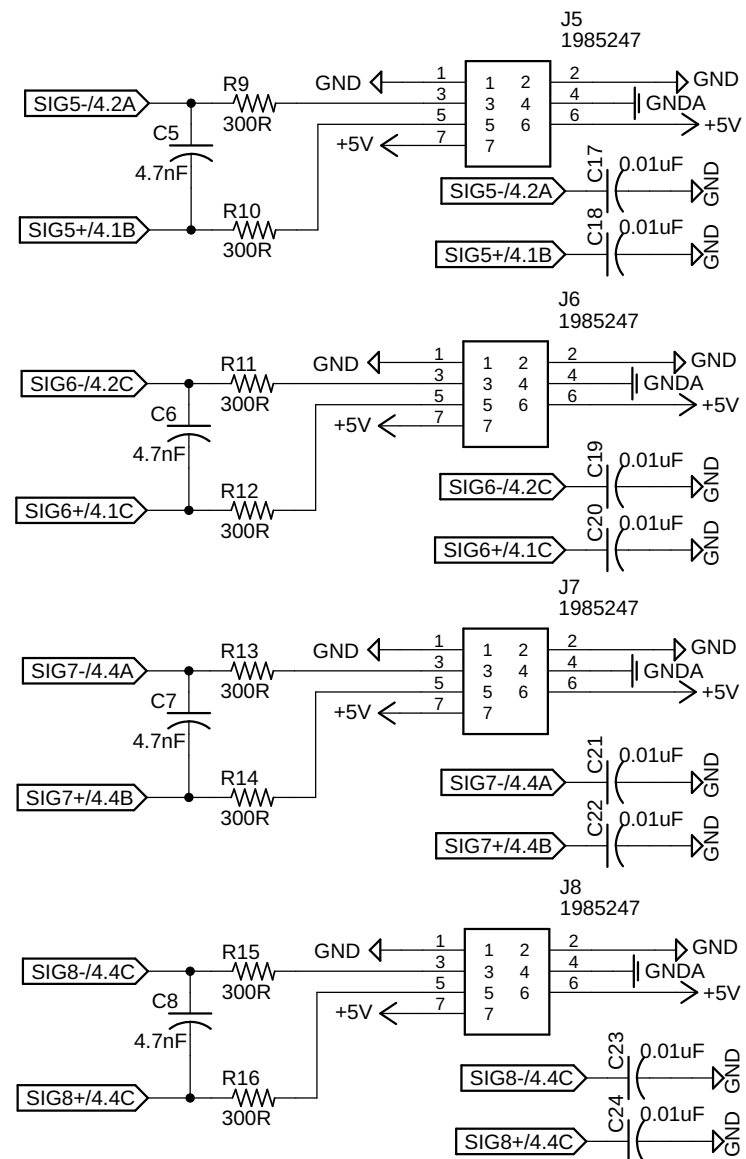 J5
1985247
R9
GND
1
1
2
2
GND
SIG5-/4.2A
3
3
4
4
GNDA
300R
5
5
6
6
+5V
C5
+5V
7
7
4.7nF
C17
0.01uF
SIG5-/4.2A
GND
R10
SIG5+/4.1B
300R
C18
0.01uF
SIG5+/4.1B
GND
J6
1985247
R11
GND
1
1
2
2
GND
SIG6-/4.2C
3
3
4
4
GNDA
300R
5
5
6
6
+5V
C6
+5V
7
7
4.7nF
C19
0.01uF
SIG6-/4.2C
GND
R12
SIG6+/4.1C
300R
C20
0.01uF
SIG6+/4.1C
GND
J7
1985247
R13
GND
1
1
2
2
GND
SIG7-/4.4A
3
3
4
4
GNDA
300R
5
5
6
6
+5V
C7
+5V
7
7
4.7nF
C21
0.01uF
SIG7-/4.4A
GND
R14
SIG7+/4.4B
300R
C22
0.01uF
SIG7+/4.4B
GND
J8
1985247
R15
GND
1
1
2
2
GND
SIG8-/4.4C
3
3
4
4
GNDA
300R
5
5
6
6
+5V
C8
+5V
7
7
4.7nF
C23
0.01uF
SIG8-/4.4C
GND
R16
SIG8+/4.4C
300R
C24
0.01uF
SIG8+/4.4C
GND